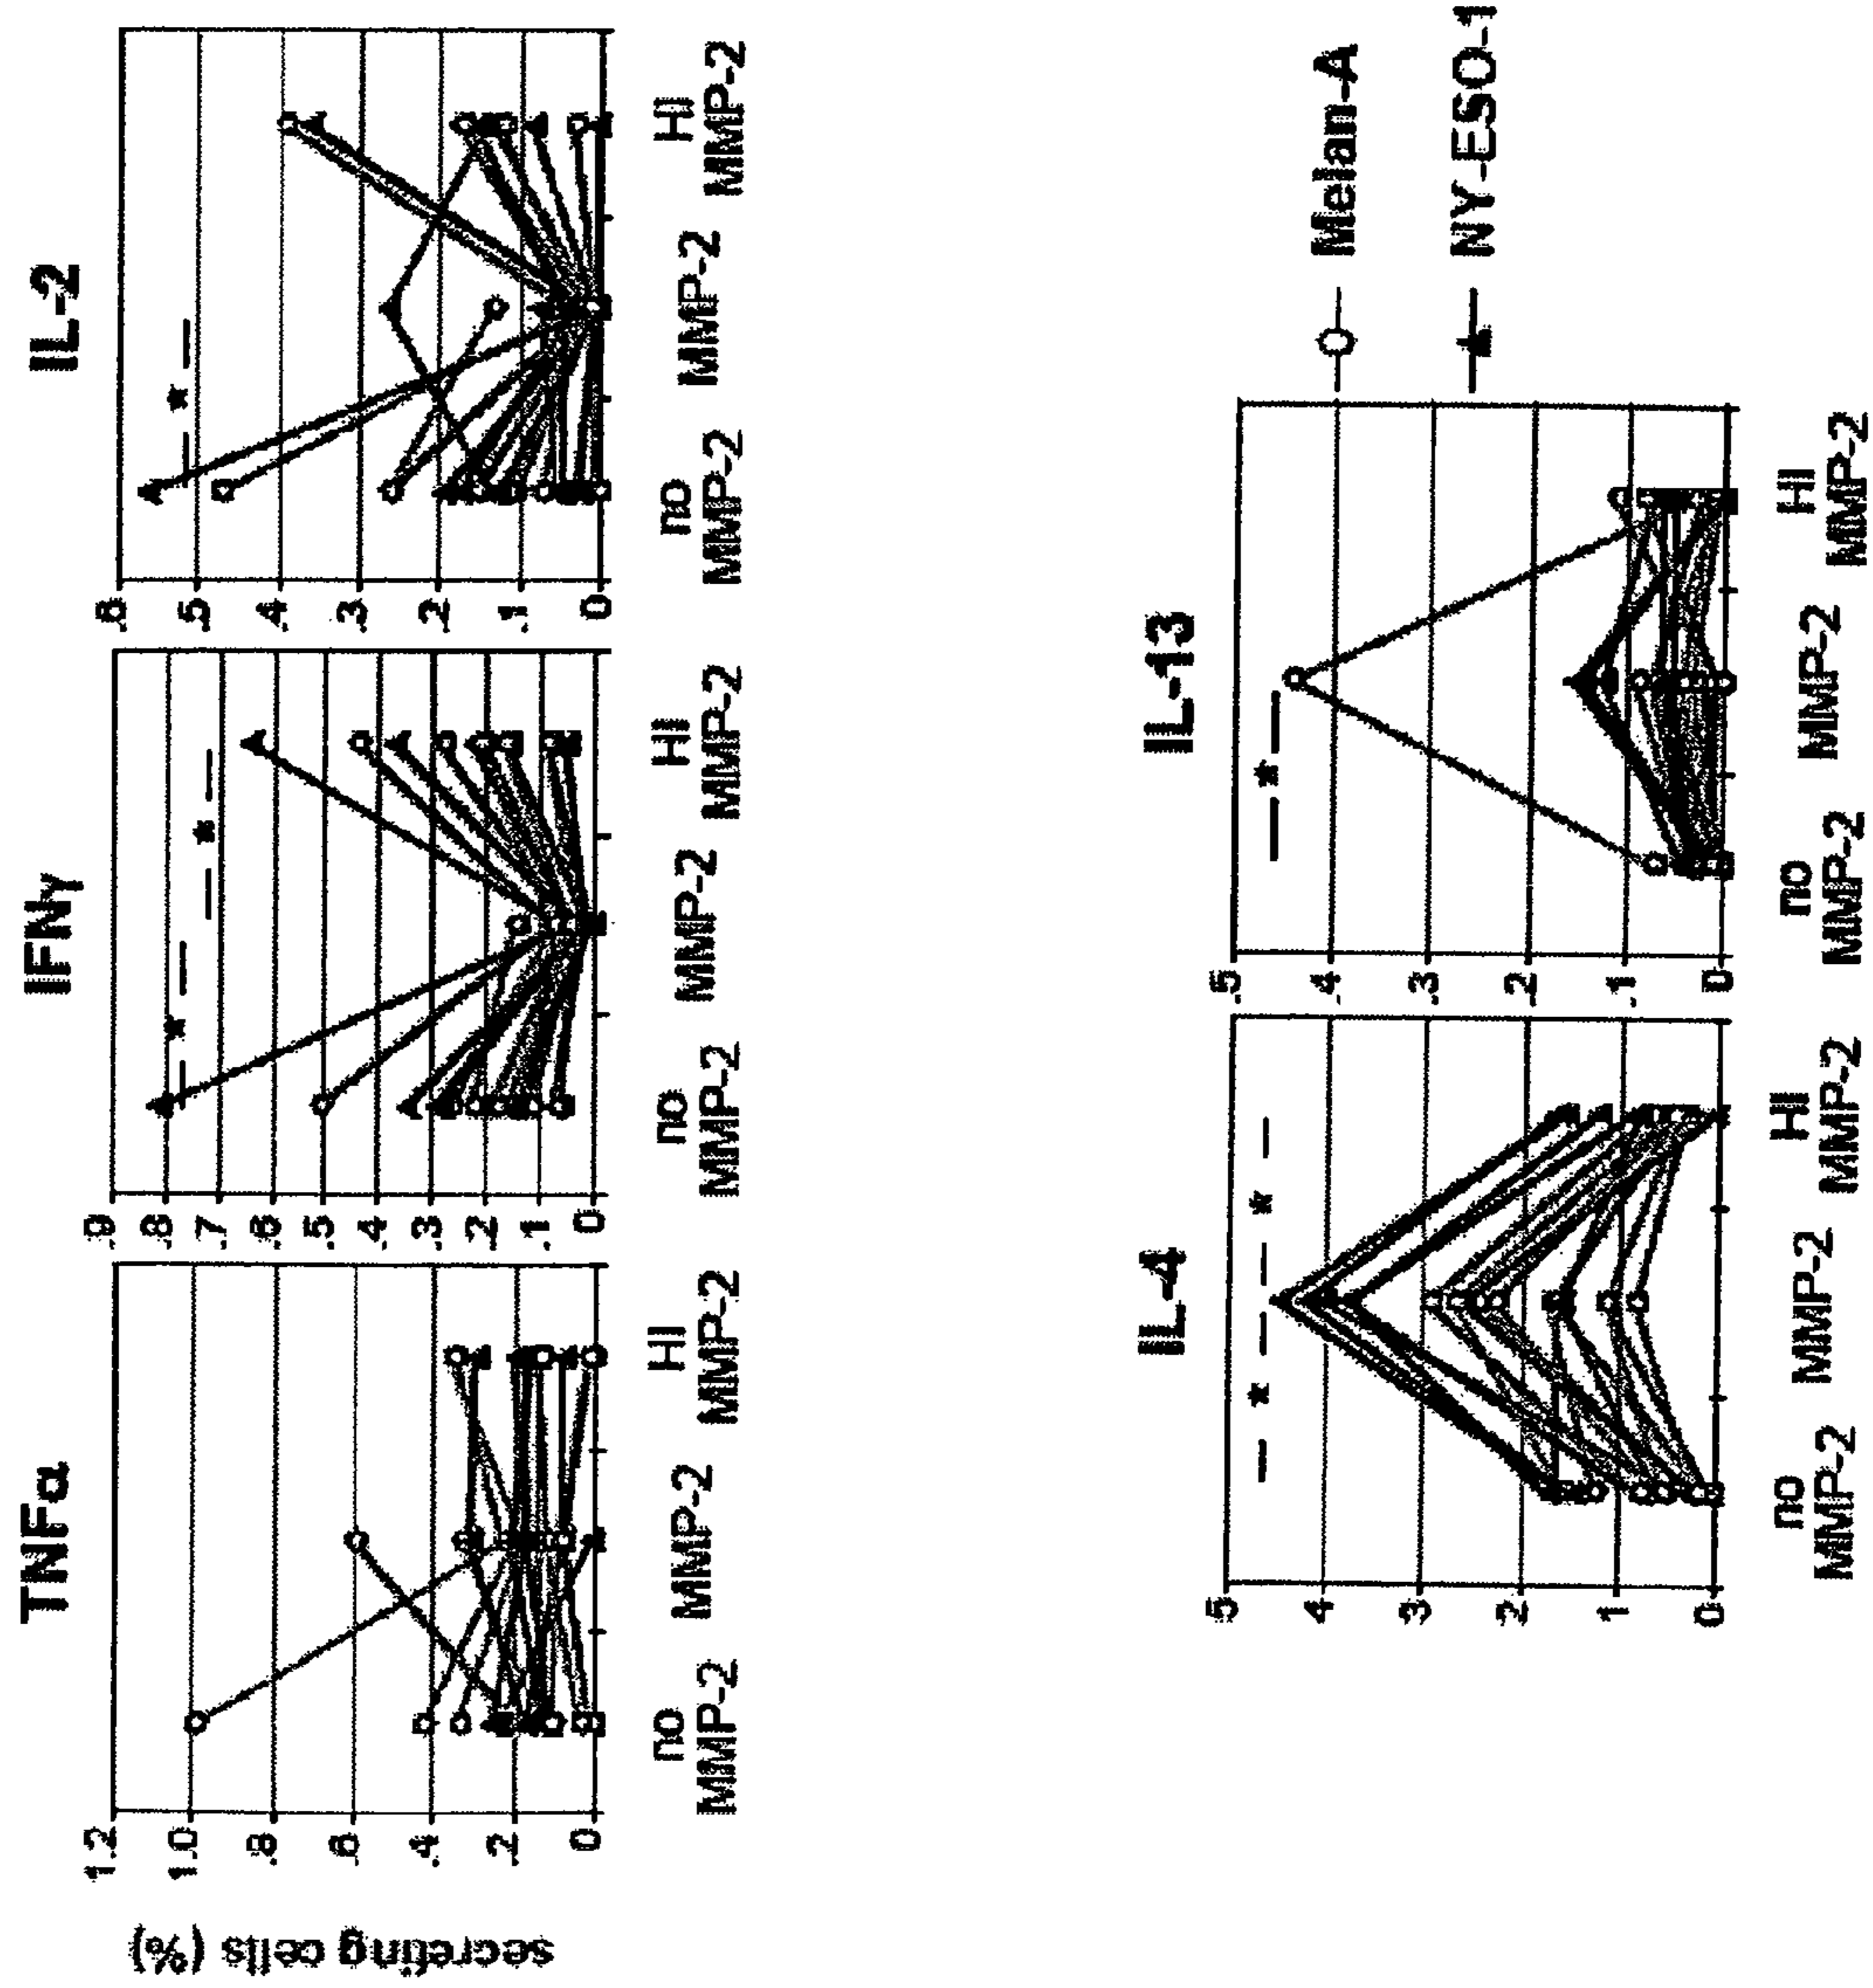 TNFα
secreting cells (%)
1.2
1.0
.8
.6
.4
.2
0
no MMP-2
MMP-2
HI MMP-2
IFNγ
* *
.9
.8
.7
.6
.5
.4
.3
.2
.1
0
no MMP-2
MMP-2
HI MMP-2
IL-2
*
.5
.4
.3
.2
.1
0
no MMP-2
MMP-2
HI MMP-2
IL-4
* *
5
4
3
2
1
0
no MMP-2
MMP-2
HI MMP-2
IL-13
*
.5
.4
.3
.2
.1
0
no MMP-2
MMP-2
HI MMP-2
Melan-A
NY-ESO-1